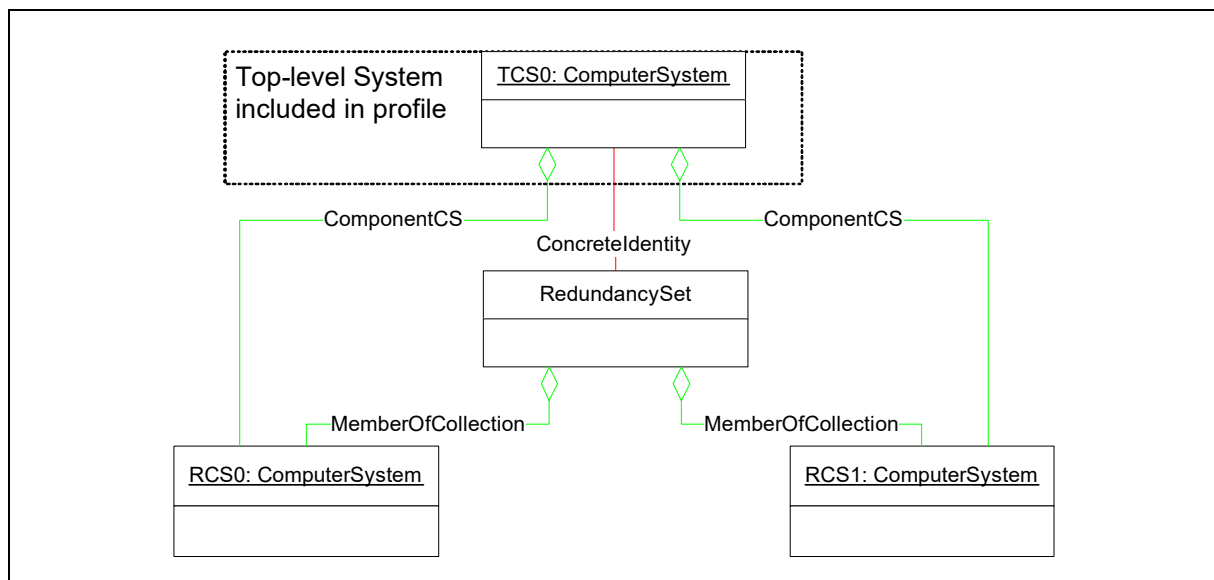 Top-level System
included in profile
TCS0: ComputerSystem
ComponentCS
ComponentCS
ConcreteIdentity
RedundancySet
MemberOfCollection
MemberOfCollection
RCS0: ComputerSystem
RCS1: ComputerSystem